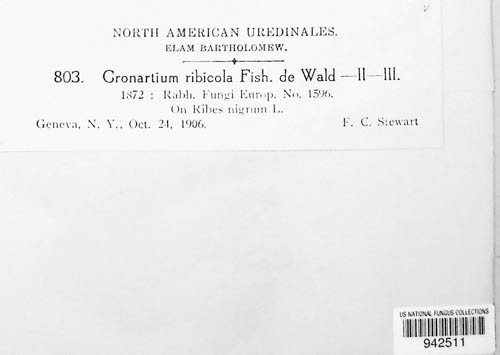 NORTH AMERICAN UREDINALES.
ELAM BARTHOLOMEW.
803. Gronartium ribicola Fish. de Wald —II—III.
1872 : Rabh. Fungi Europ. No. 1596.
On Ribes nigrum L.
Geneva, N. Y., Oct. 24, 1906. F. C. Stewart
US NATIONAL FUNGUS COLLECTIONS
942511